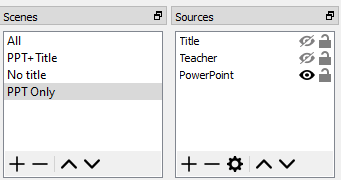 Scenes
All
PPT+Title
No title
PPT Only
Sources
Title
Teacher
PowerPoint